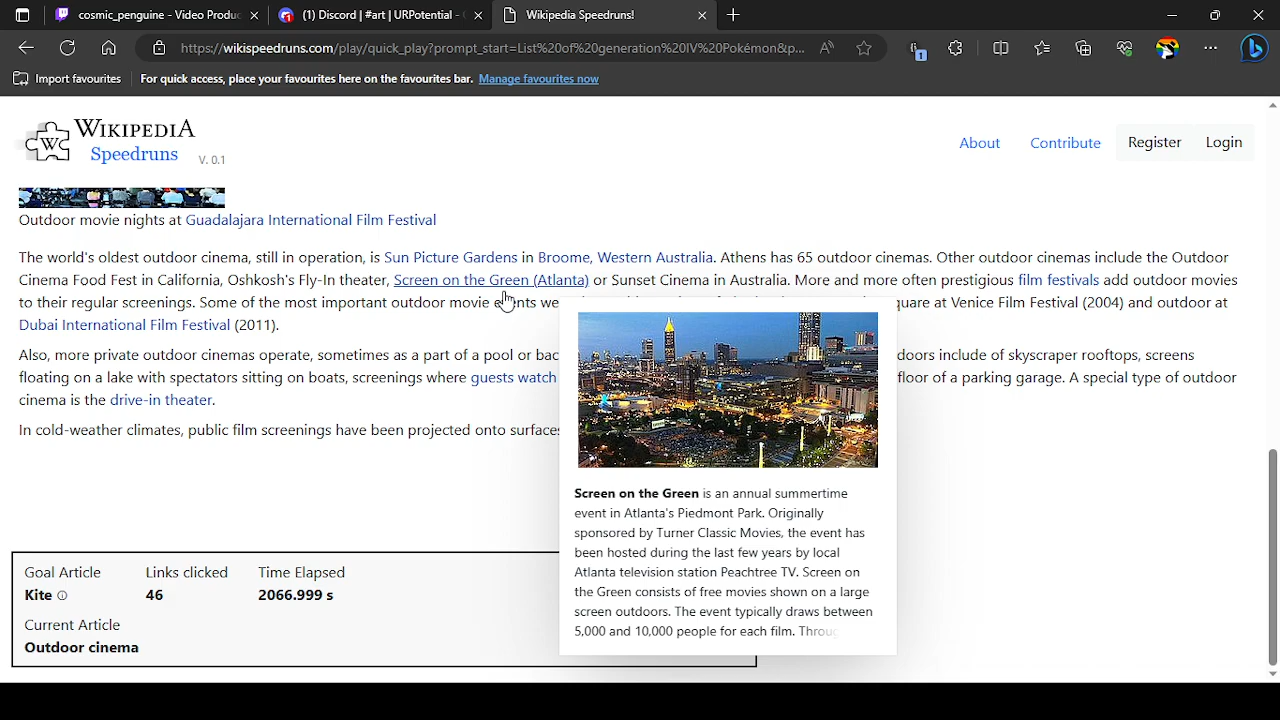 cosmic_penguine - Video Produc
(1) Discord | #art | URPotential -
Wikipedia Speedruns!
https://wikispeedruns.com/play/quick_play?prompt_start=List%20of%20generation%20IV%20Pokémon&p...
1
Import favourites
For quick access, place your favourites here on the favourites bar. Manage favourites now
W
WIKIPEDIA
Speedruns V. 0.1
About Contribute Register Login
Outdoor movie nights at Guadalajara International Film Festival
The world's oldest outdoor cinema, still in operation, is Sun Picture Gardens in Broome, Western Australia. Athens has 65 outdoor cinemas. Other outdoor cinemas include the Outdoor
Cinema Food Fest in California, Oshkosh's Fly-In theater, Screen on the Green (Atlanta) or Sunset Cinema in Australia. More and more often prestigious film festivals add outdoor movies
to their regular screenings. Some of the most important outdoor movie events we quare at Venice Film Festival (2004) and outdoor at
Dubai International Film Festival (2011).
Also, more private outdoor cinemas operate, sometimes as a part of a pool or bac doors include of skyscraper rooftops, screens
floating on a lake with spectators sitting on boats, screenings where guests watch floor of a parking garage. A special type of outdoor
cinema is the drive-in theater.
In cold-weather climates, public film screenings have been projected onto surfaces
Screen on the Green is an annual summertime
event in Atlanta's Piedmont Park. Originally
sponsored by Turner Classic Movies, the event has
been hosted during the last few years by local
Atlanta television station Peachtree TV. Screen on
the Green consists of free movies shown on a large
screen outdoors. The event typically draws between
5,000 and 10,000 people for each film. Throu
Goal Article Links clicked Time Elapsed
Kite 46 2066.999 s
Current Article
Outdoor cinema